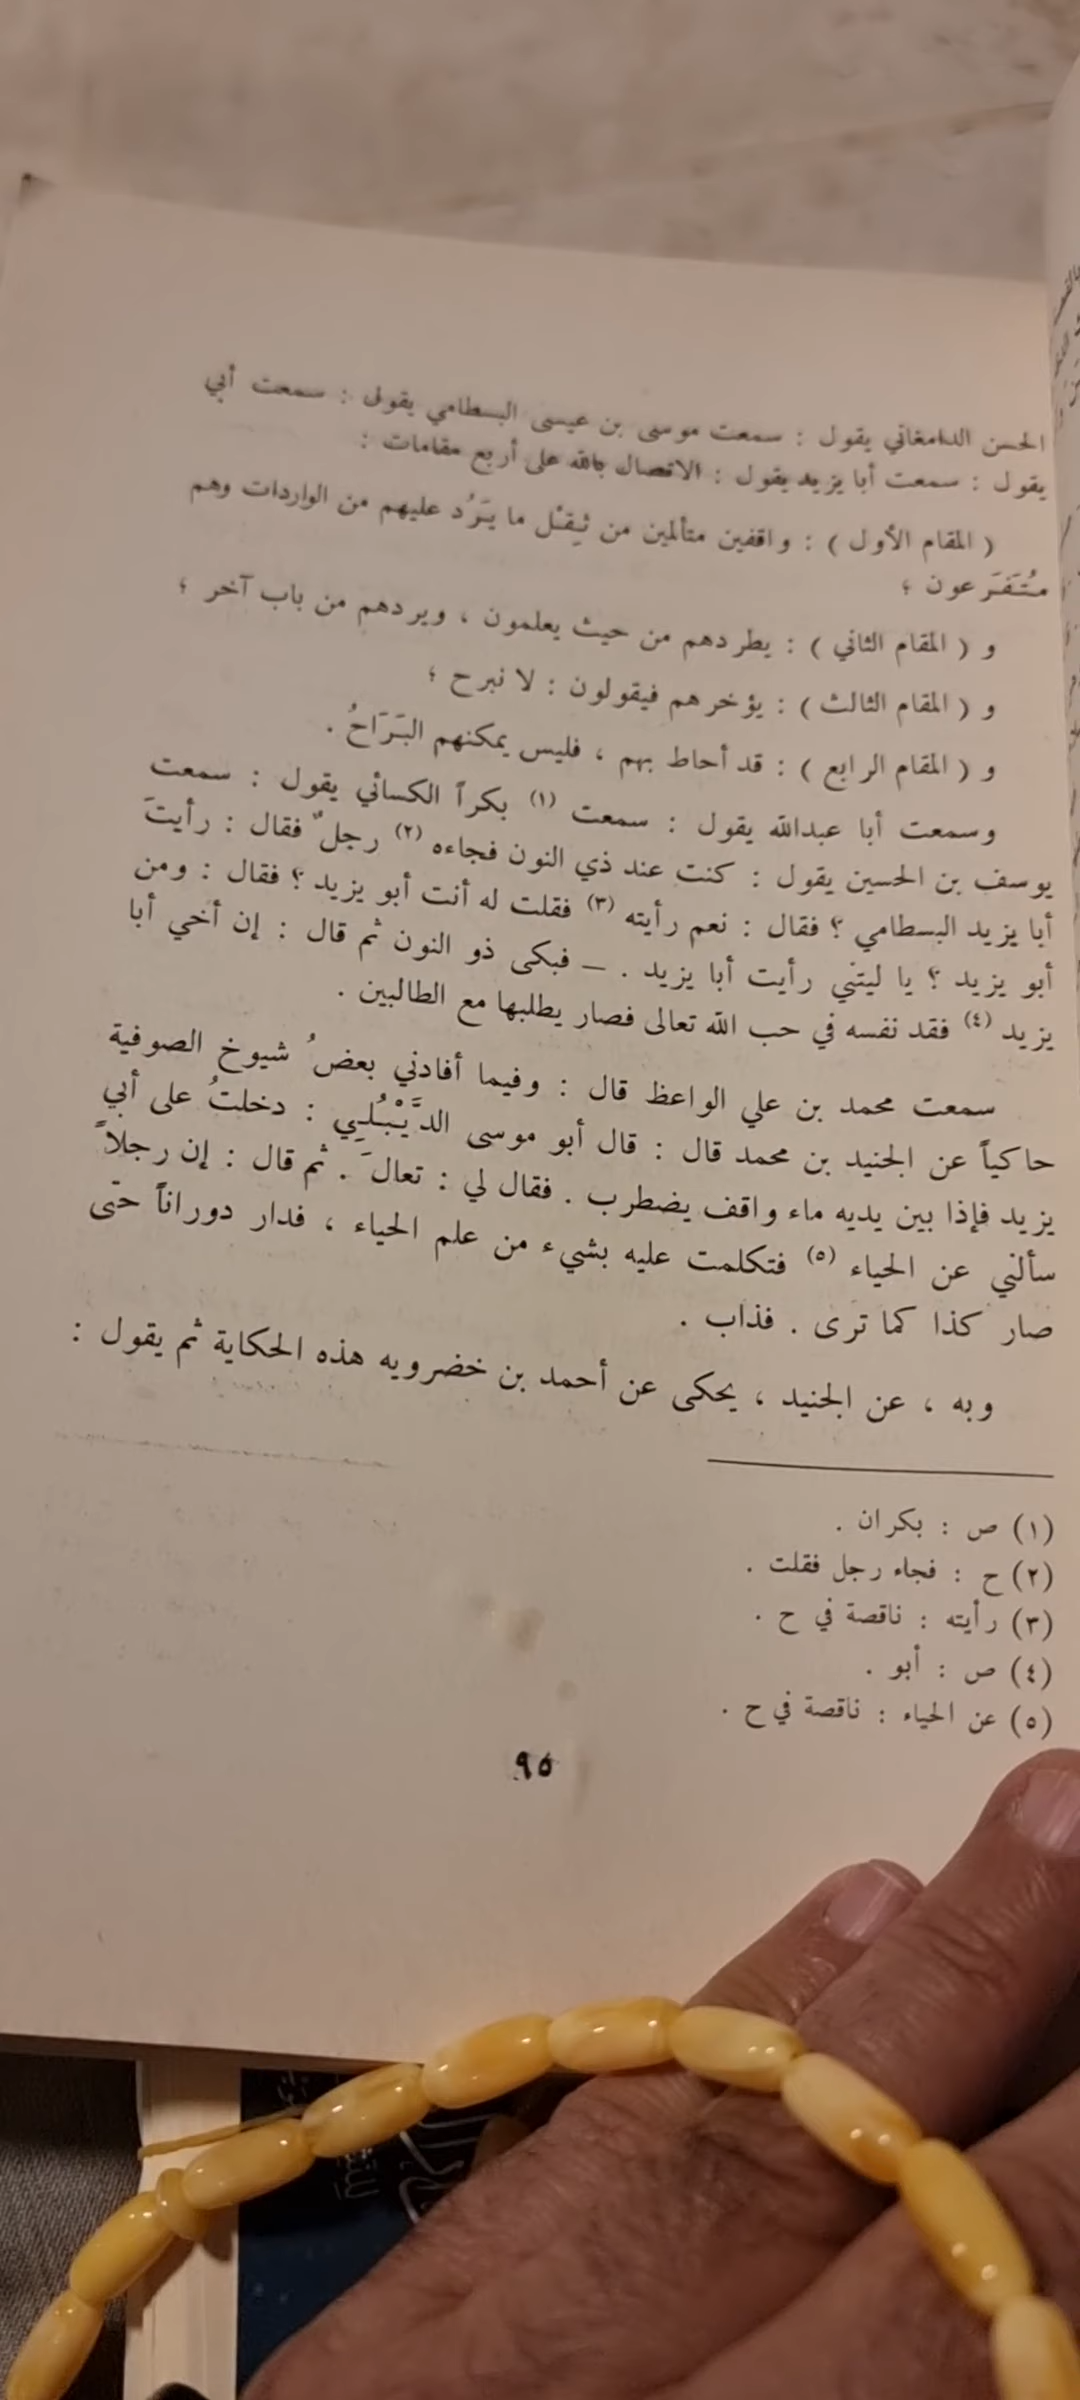 الحسن الدامغاني يقول : سمعت موسى بن عيسى البسطامي يقول : سمعت أبي
يقول : سمعت أبا يزيد يقول : الاتصال بالله على أربع مقامات :
( المقام الأول ) : واقفين متألمين من ثِقْل ما يَرُد عليهم من الواردات وهم
مُتَفَرعون ؛
و ( المقام الثاني ) : يطردهم من حيث يعلمون ، ويردهم من باب آخر ؛
و ( المقام الثالث ) : يؤخرهم فيقولون : لا نبرح ؛
و ( المقام الرابع ) : قد أحاط بهم ، فليس يمكنهم البَرَاحُ .
وسمعت أبا عبدالله يقول : سمعت (١) بكراً الكسائي يقول : سمعت
يوسف بن الحسين يقول : كنت عند ذي النون فجاءه (٢) رجلٌ فقال : رأيتَ
أبا يزيد البسطامي ؟ فقال : نعم رأيته (٣) فقلت له أنت أبو يزيد ؟ فقال : ومن
أبو يزيد ؟ يا ليتني رأيت أبا يزيد . ــ فبكى ذو النون ثم قال : إن أخي أبا
يزيد (٤) فقد نفسه في حب الله تعالى فصار يطلبها مع الطالبين .
سمعت محمد بن علي الواعظ قال : وفيما أفادني بعضُ شيوخ الصوفية
حاكياً عن الجنيد بن محمد قال : قال أبو موسى الدَّيْبُلِي : دخلتُ على أبي
يزيد فإذا بين يديه ماء واقف يضطرب . فقال لي : تعالَ . ثم قال : إن رجلاً
سألني عن الحياء (٥) فتكلمت عليه بشيء من علم الحياء ، فدار دوراناً حتى
صار كذا كما ترى . فذاب .
وبه ، عن الجنيد ، يحكى عن أحمد بن خضرويه هذه الحكاية ثم يقول :
(١) ص : بكران .
(٢) ح : فجاء رجل فقلت .
(٣) رأيته : ناقصة في ح .
(٤) ص : أبو .
(٥) عن الحياء : ناقصة في ح .
٩٥